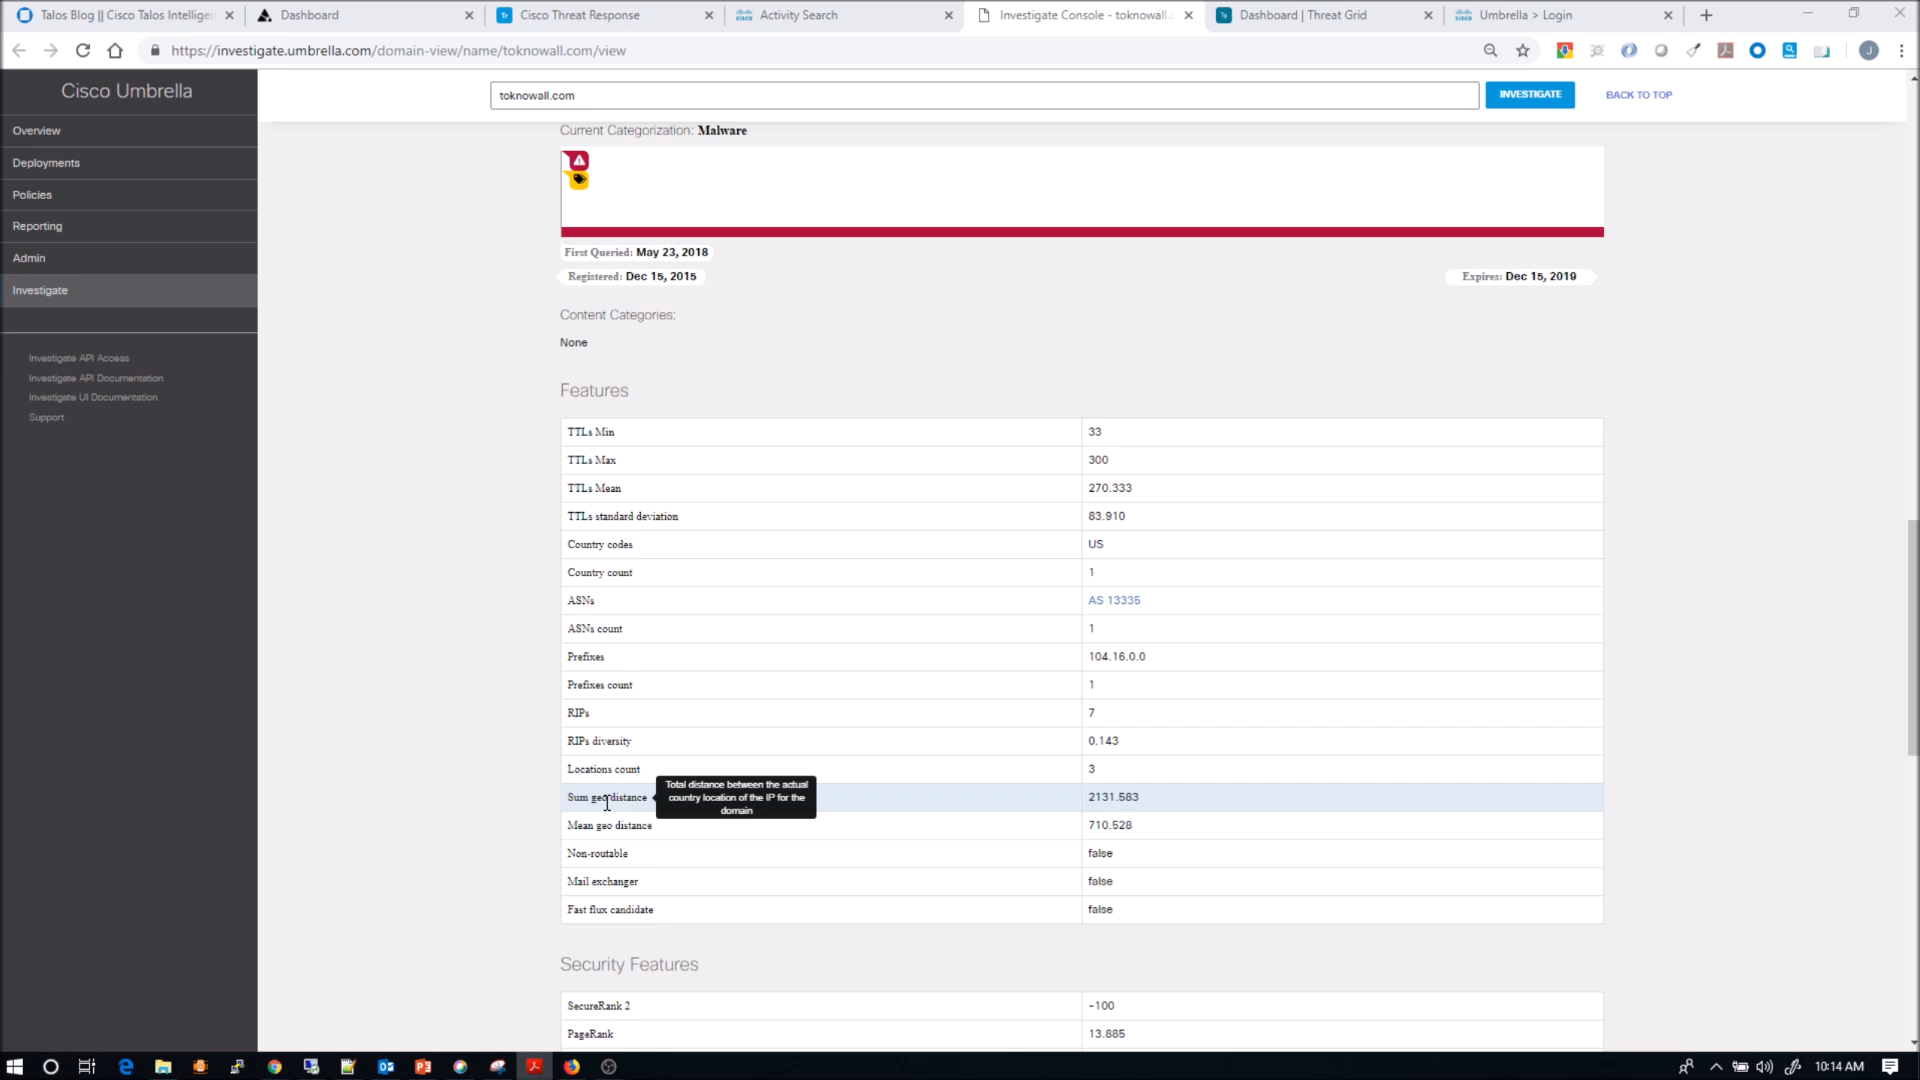 Talos Blog || Cisco Talos Intelligen
Dashboard
Cisco Threat Response
Activity Search
Investigate Console - toknowall.c
Dashboard | Threat Grid
Umbrella > Login
https://investigate.umbrella.com/domain-view/name/toknowall.com/view
J
Cisco Umbrella
Overview
Deployments
Policies
Reporting
Admin
Investigate
Investigate API Access
Investigate API Documentation
Investigate UI Documentation
Support
toknowall.com
INVESTIGATE
BACK TO TOP
Current Categorization: Malware
First Queried: May 23, 2018
Registered: Dec 15, 2015
Expires: Dec 15, 2019
Content Categories:
None
Features
TTLs Min 33
TTLs Max 300
TTLs Mean 270.333
TTLs standard deviation 83.910
Country codes US
Country count 1
ASNs AS 13335
ASNs count 1
Prefixes 104.16.0.0
Prefixes count 1
RIPs 7
RIPs diversity 0.143
Locations count 3
Sum geo distance 2131.583
Total distance between the actual
country location of the IP for the
domain
Mean geo distance 710.528
Non-routable false
Mail exchanger false
Fast flux candidate false
Security Features
SecureRank 2 -100
PageRank 13.885
10:14 AM